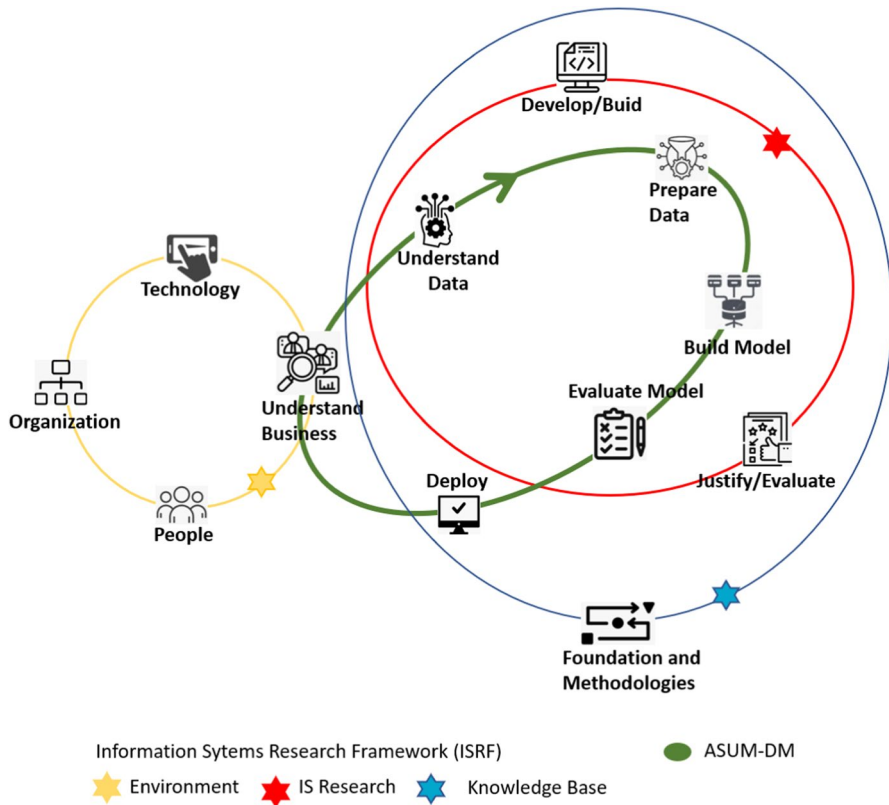 Develop/Buid
Prepare
Data
Understand
Data
Technology
Build Model
Evaluate Model
Organization
Understand
Business
Deploy
Justify/Evaluate
People
Foundation and
Methodologies
Information Sytems Research Framework (ISRF)
ASUM-DM
Environment
IS Research
Knowledge Base